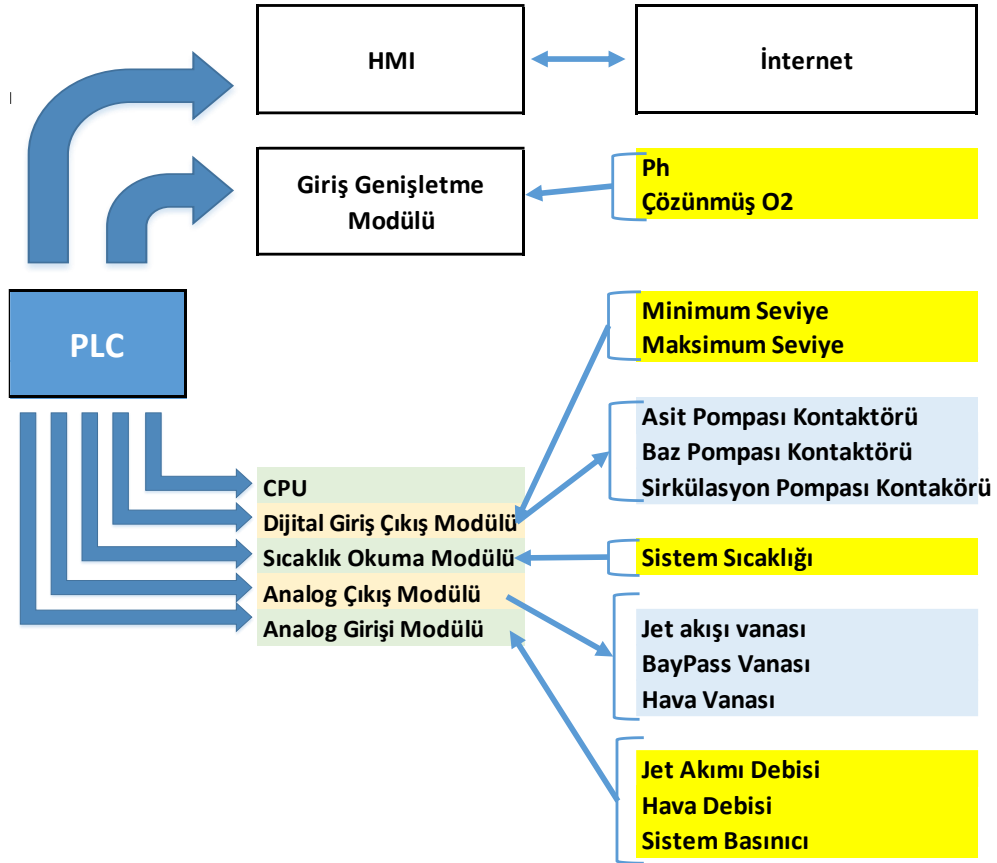 HMI
İnternet
Giriş Genişletme
Modülü
Ph
Çözünmüş O2
PLC
Minimum Seviye
Maksimum Seviye
Asit Pompası Kontaktörü
Baz Pompası Kontaktörü
Sirkülasyon Pompası Kontakörü
CPU
Dijital Giriş Çıkış Modülü
Sıcaklık Okuma Modülü
Analog Çıkış Modülü
Analog Girişi Modülü
Sistem Sıcaklığı
Jet akışı vanası
BayPass Vanası
Hava Vanası
Jet Akımı Debisi
Hava Debisi
Sistem Basınıcı